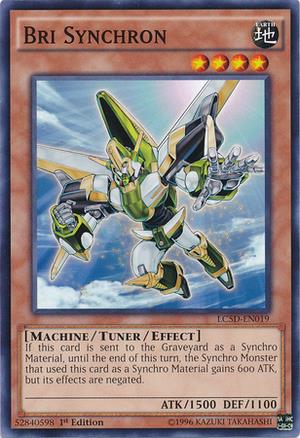 BRI SYNCHRON
EARTH
地
LC5D-EN019
[MACHINE/TUNER/EFFECT]
If this card is sent to the Graveyard as a Synchro
Material, until the end of this turn, the Synchro Monster
that used this card as a Synchro Material gains 600 ATK,
but its effects are negated.
ATK/1500 DEF/1100
52840598 1st Edition ©1996 KAZUKI TAKAHASHI